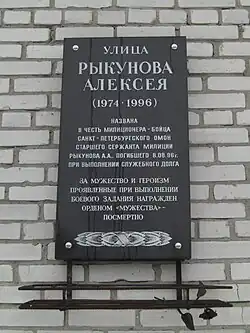 УЛИЦА
РЫКУНОВА
АЛЕКСЕЯ
(1974-1996)
НАЗВАНА
В ЧЕСТЬ МИЛИЦИОНЕРА-БОЙЦА
САНКТ-ПЕТЕРБУРГСКОГО ОМОН
СТАРШЕГО СЕРЖАНТА МИЛИЦИИ
РЫКУНОВА А.А., ПОГИБШЕГО 8.08.96г.
ПРИ ВЫПОЛНЕНИИ СЛУЖЕБНОГО ДОЛГА
ЗА МУЖЕСТВО И ГЕРОИЗМ
ПРОЯВЛЕННЫЕ ПРИ ВЫПОЛНЕНИИ
БОЕВОГО ЗАДАНИЯ НАГРАЖДЕН
ОРДЕНОМ «МУЖЕСТВА»-
ПОСМЕРТНО